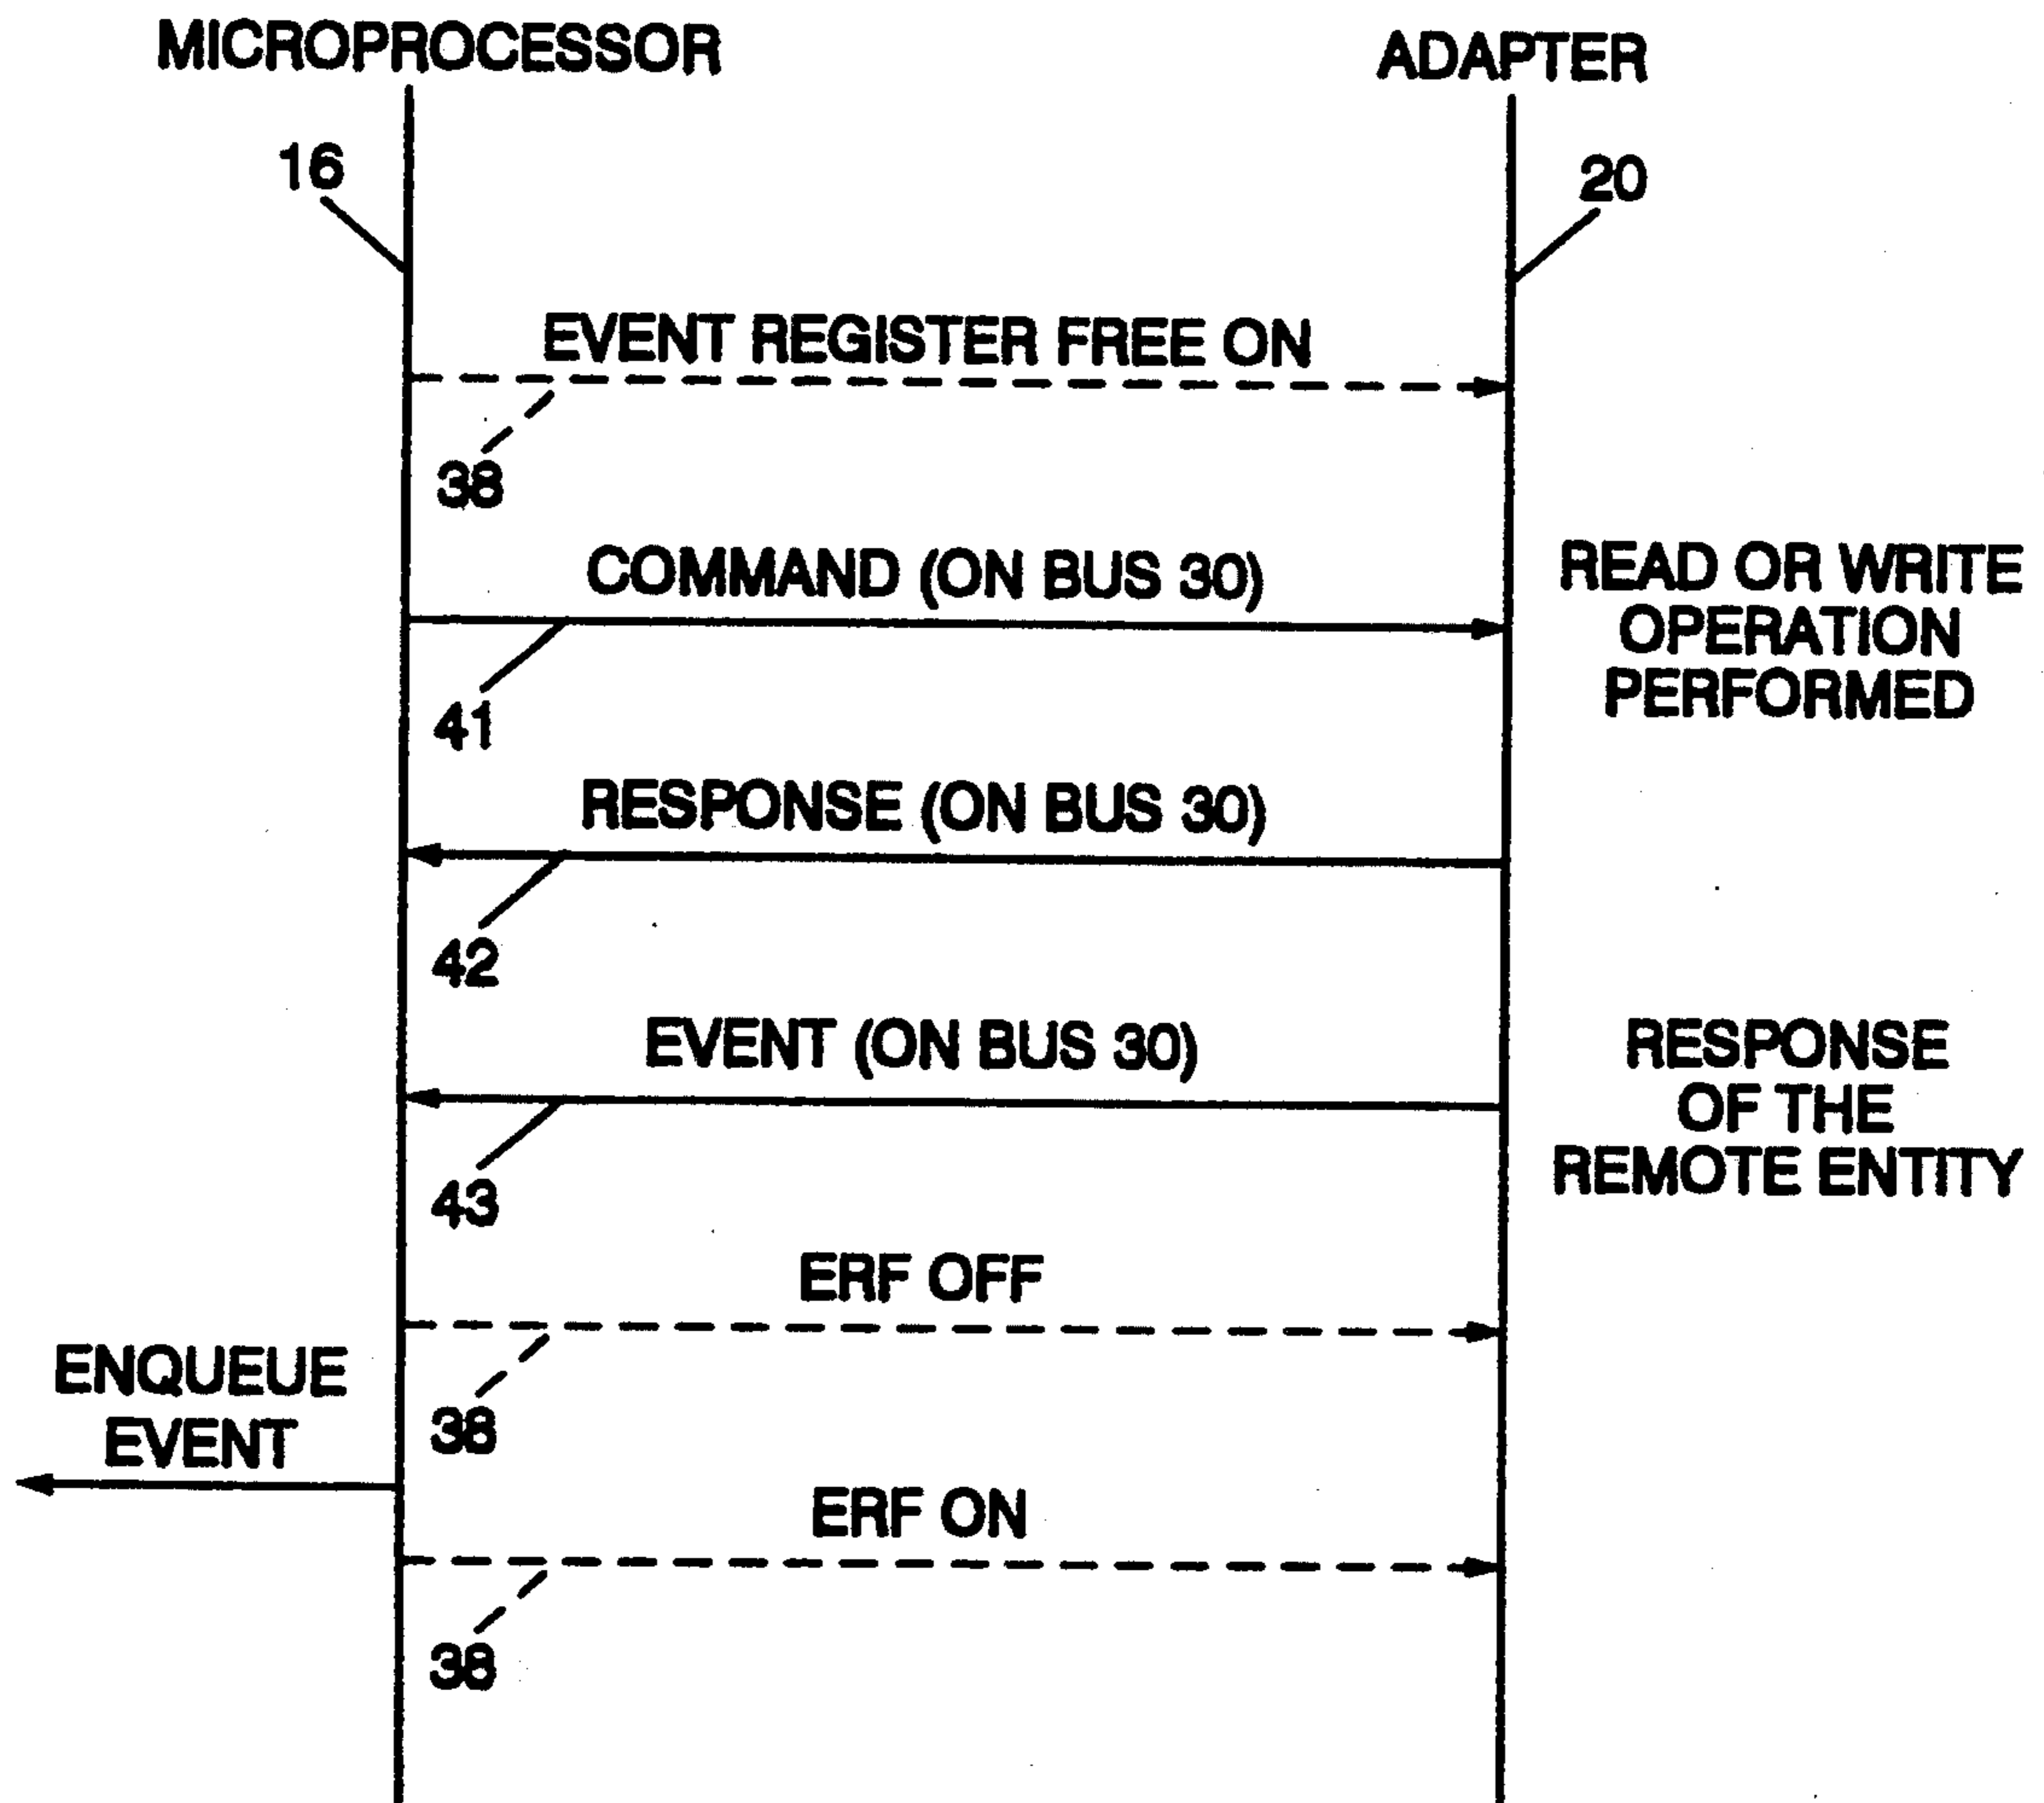 MICROPROCESSOR
ADAPTER
16
20
EVENT REGISTER FREE ON
38
COMMAND (ON BUS 30)
READ OR WRITE
OPERATION
PERFORMED
41
RESPONSE (ON BUS 30)
42
EVENT (ON BUS 30)
RESPONSE
OF THE
REMOTE ENTITY
43
ERF OFF
38
ENQUEUE
EVENT
ERF ON
38